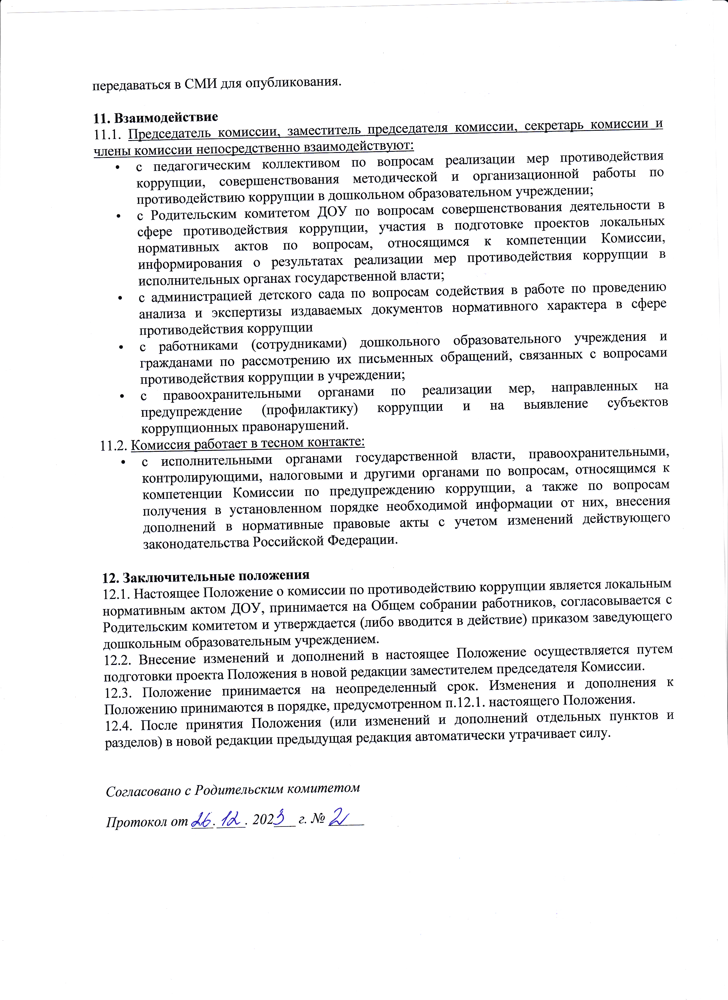 передаваться в СМИ для опубликования.
11. Взаимодействие
11.1. Председатель комиссии, заместитель председателя комиссии, секретарь комиссии и
члены комиссии непосредственно взаимодействуют:
• с педагогическим коллективом по вопросам реализации мер противодействия
коррупции, совершенствования методической и организационной работы по
противодействию коррупции в дошкольном образовательном учреждении;
• с Родительским комитетом ДОУ по вопросам совершенствования деятельности в
сфере противодействия коррупции, участия в подготовке проектов локальных
нормативных актов по вопросам, относящимся к компетенции Комиссии,
информирования о результатах реализации мер противодействия коррупции в
исполнительных органах государственной власти;
• с администрацией детского сада по вопросам содействия в работе по проведению
анализа и экспертизы издаваемых документов нормативного характера в сфере
противодействия коррупции
• с работниками (сотрудниками) дошкольного образовательного учреждения и
гражданами по рассмотрению их письменных обращений, связанных с вопросами
противодействия коррупции в учреждении;
• с правоохранительными органами по реализации мер, направленных на
предупреждение (профилактику) коррупции и на выявление субъектов
коррупционных правонарушений.
11.2. Комиссия работает в тесном контакте:
• с исполнительными органами государственной власти, правоохранительными,
контролирующими, налоговыми и другими органами по вопросам, относящимся к
компетенции Комиссии по предупреждению коррупции, а также по вопросам
получения в установленном порядке необходимой информации от них, внесения
дополнений в нормативные правовые акты с учетом изменений действующего
законодательства Российской Федерации.
12. Заключительные положения
12.1. Настоящее Положение о комиссии по противодействию коррупции является локальным
нормативным актом ДОУ, принимается на Общем собрании работников, согласовывается с
Родительским комитетом и утверждается (либо вводится в действие) приказом заведующего
дошкольным образовательным учреждением.
12.2. Внесение изменений и дополнений в настоящее Положение осуществляется путем
подготовки проекта Положения в новой редакции заместителем председателя Комиссии.
12.3. Положение принимается на неопределенный срок. Изменения и дополнения к
Положению принимаются в порядке, предусмотренном п.12.1. настоящего Положения.
12.4. После принятия Положения (или изменений и дополнений отдельных пунктов и
разделов) в новой редакции предыдущая редакция автоматически утрачивает силу.
Согласовано с Родительским комитетом
Протокол от 26. 12. 2023 г. № 2